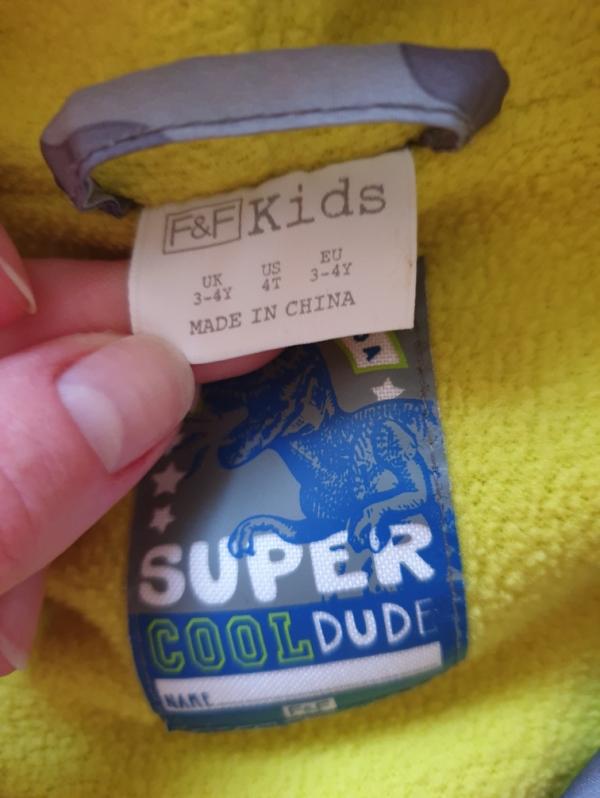 F&F Kids
UK US EU
3-4Y 4T 3-4Y
MADE IN CHINA
SUPER
COOL DUDE
NAME
F&F